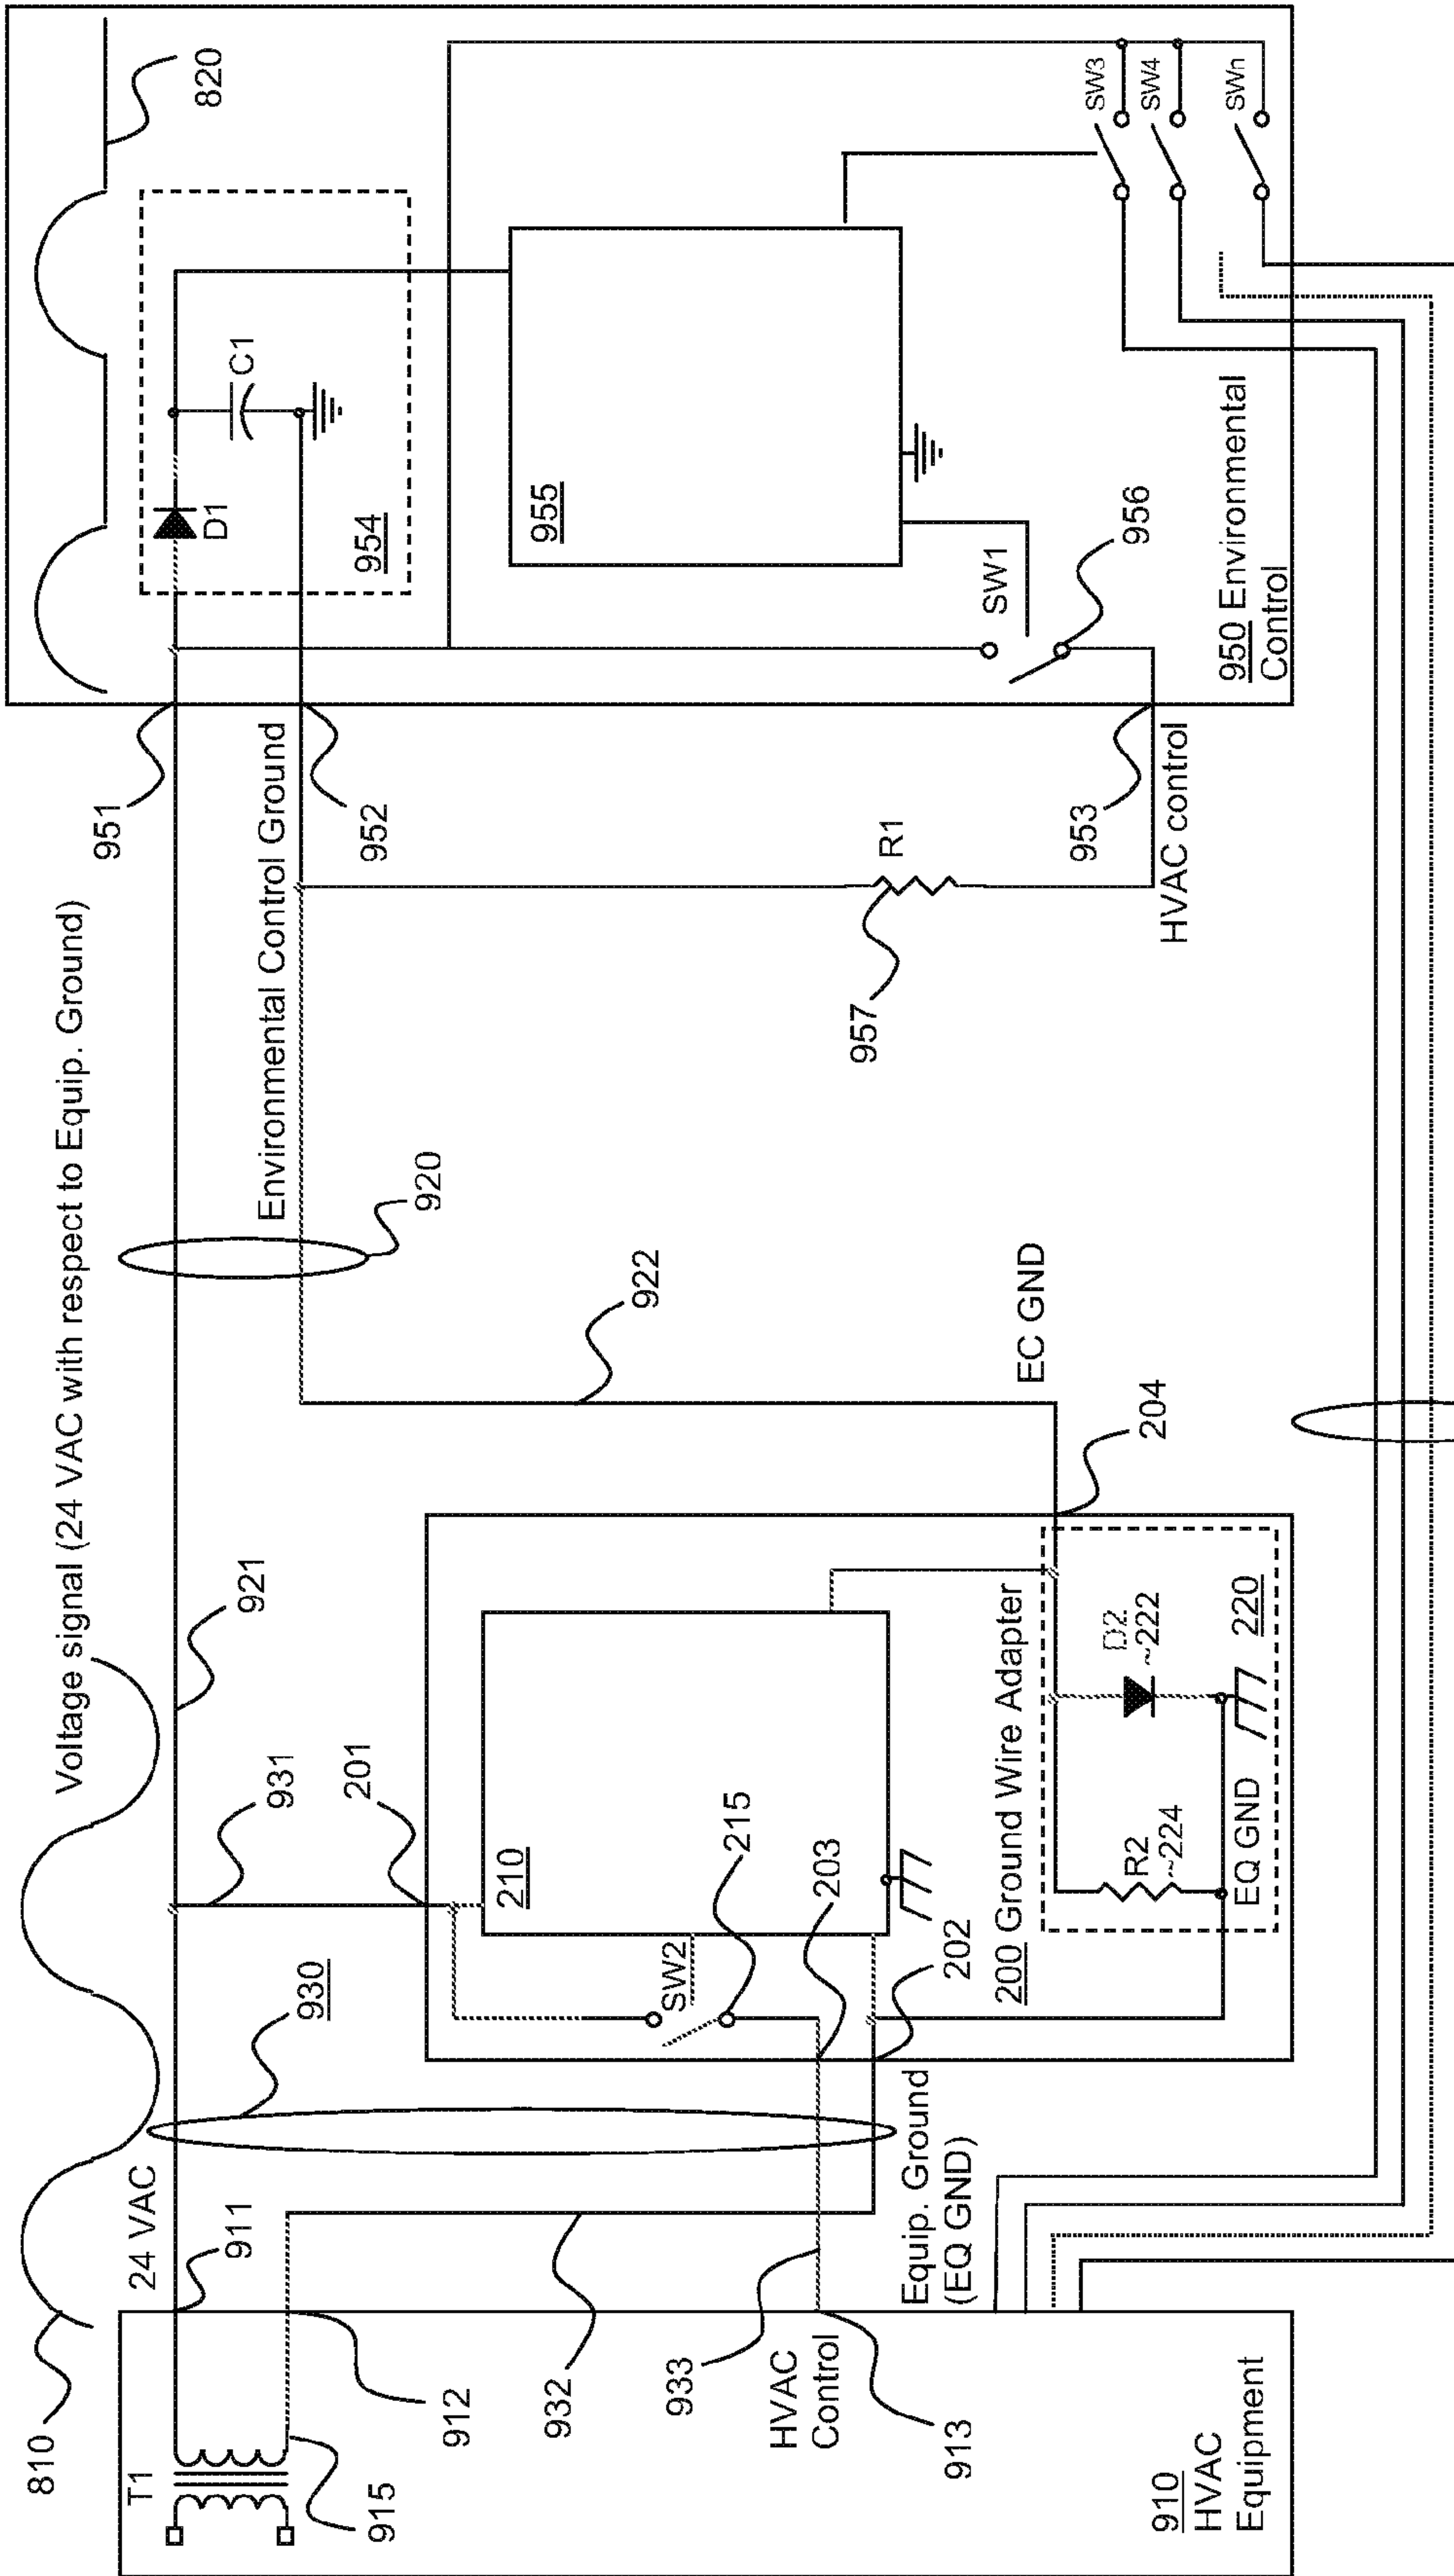 810
Voltage signal (24 VAC with respect to Equip. Ground)
820
T1
24 VAC
911
930
931
921
951
D1
C1
954
915
912
201
920
Environmental Control Ground
952
932
210
SW2
215
922
955
957
R1
SW1
956
SW3
SW4
SWn
933
HVAC
Control
913
203
202
Equip. Ground
(EQ GND)
200 Ground Wire Adapter
R2
~224
D2
~222
EQ GND
220
204
EC GND
953
HVAC control
950 Environmental
Control
910
HVAC
Equipment